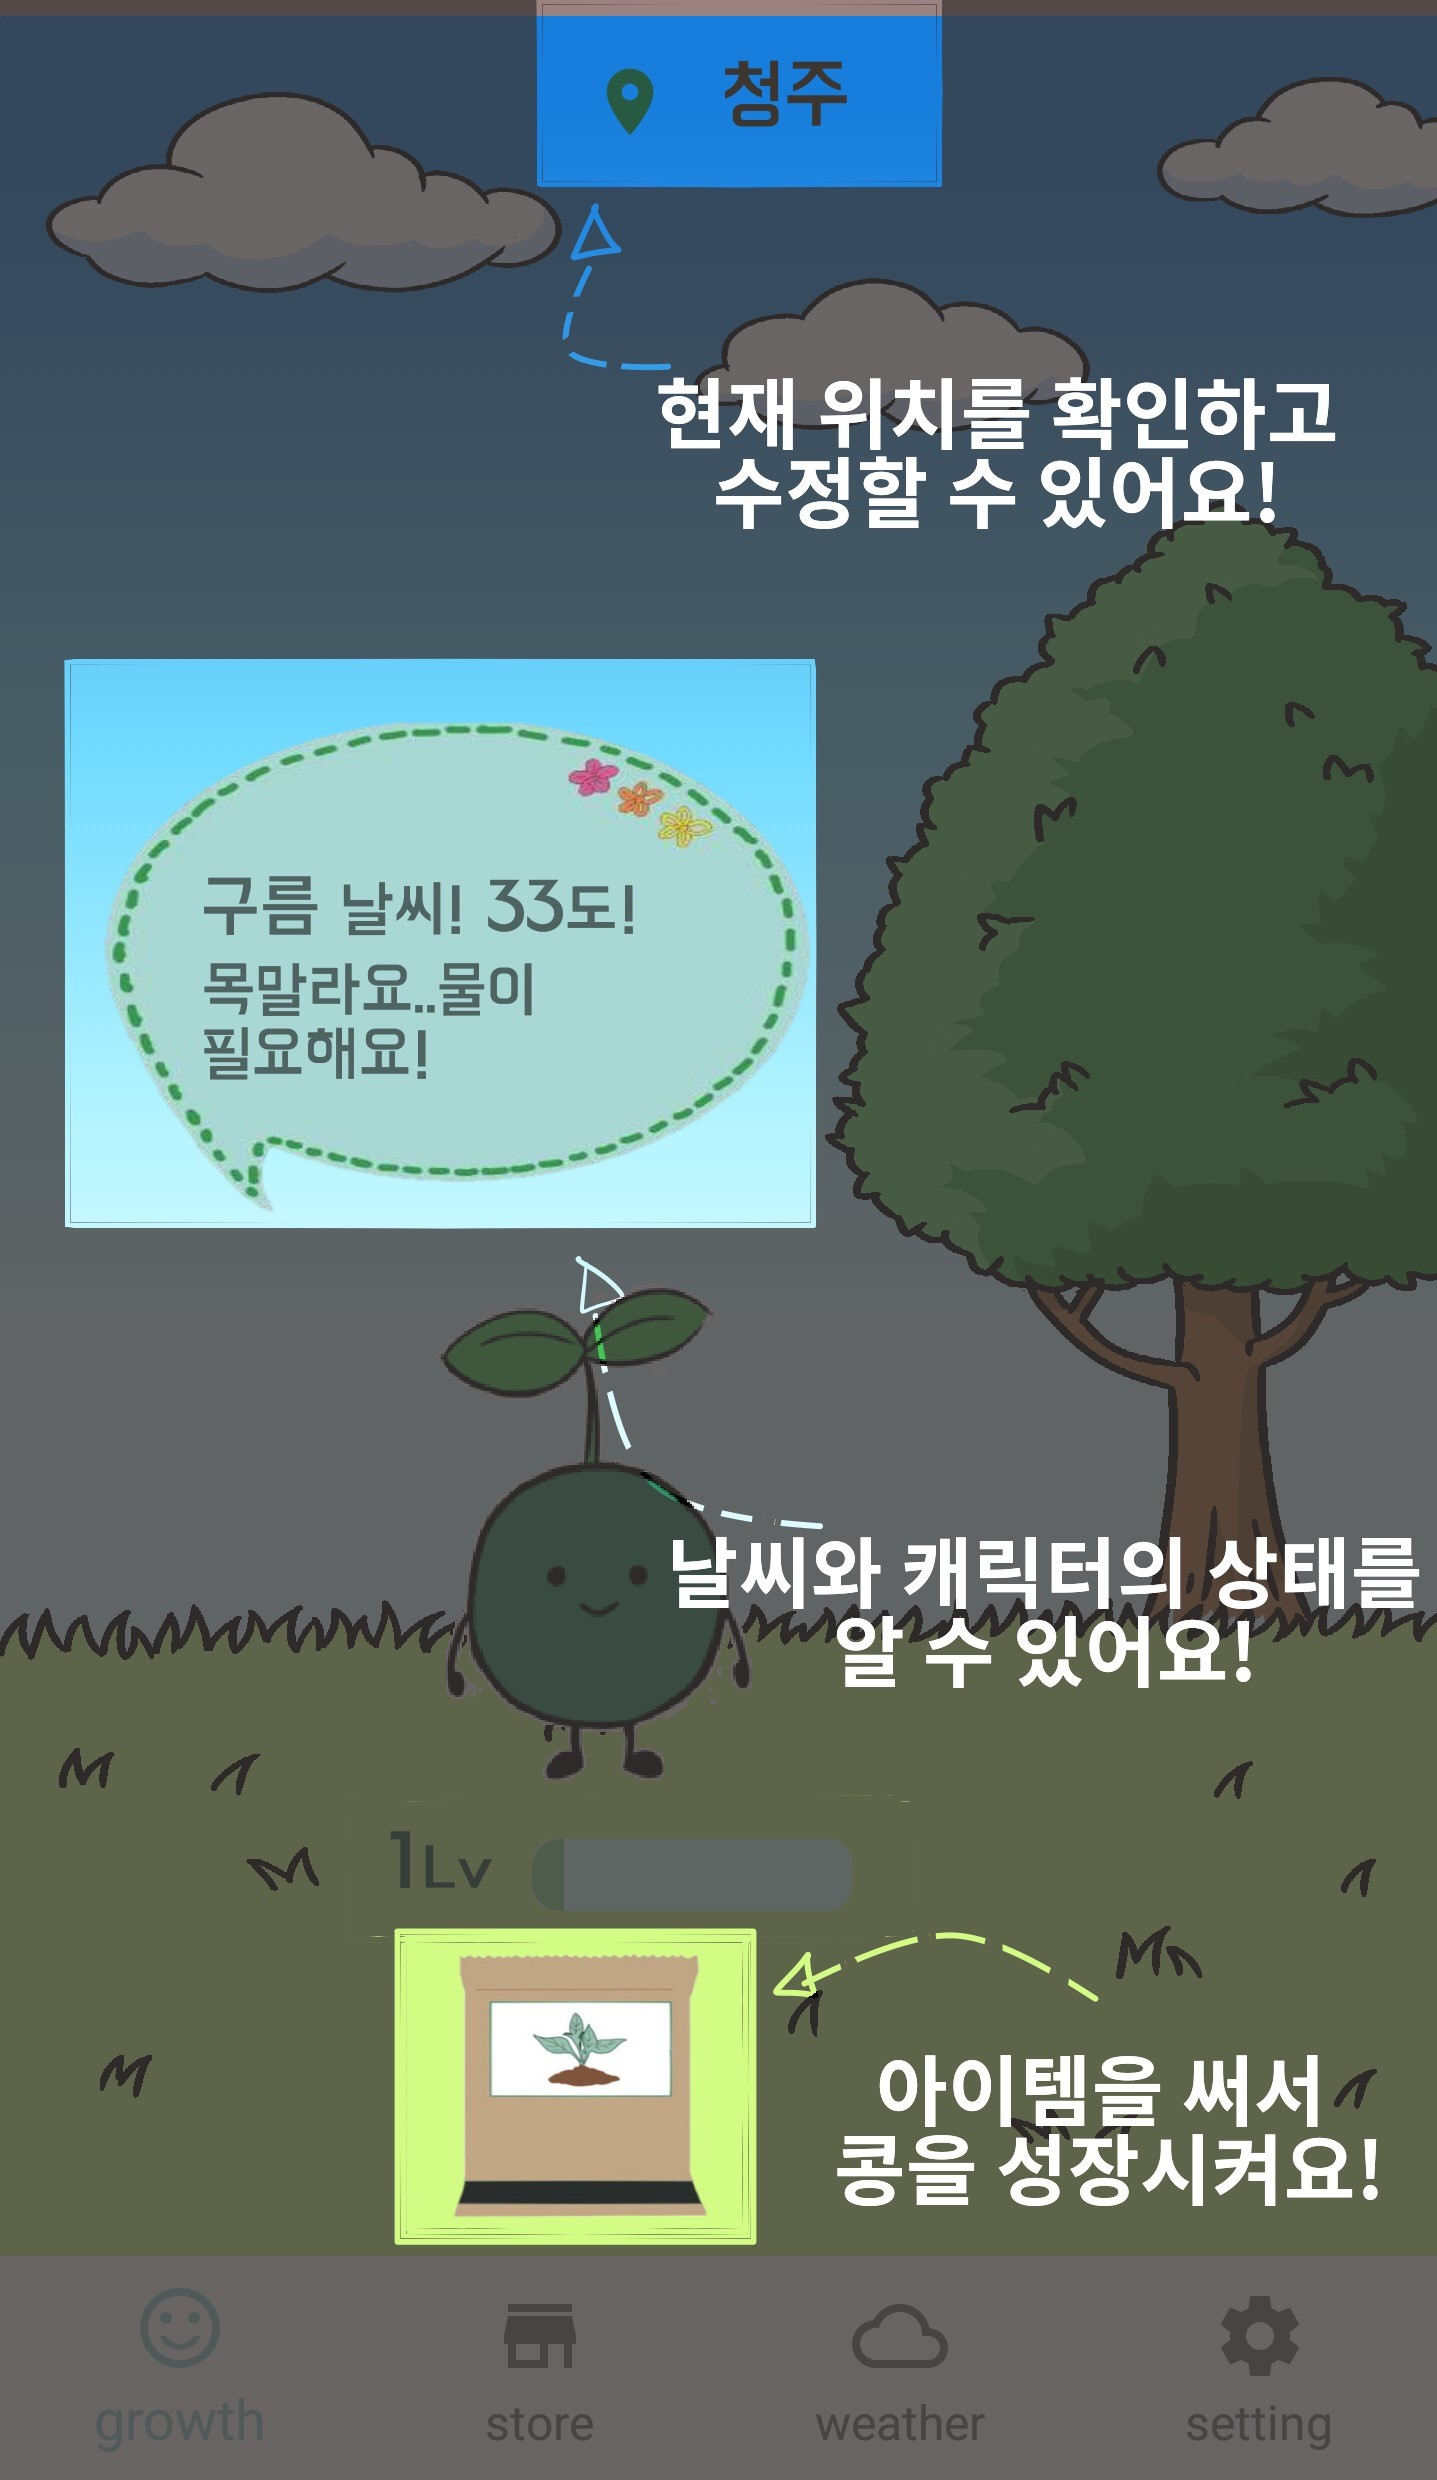 청주
현재 위치를 확인하고
수정할 수 있어요!
구름 날씨! 33도!
목말라요..물이
필요해요!
날씨와 캐릭터의 상태를
알 수 있어요!
1Lv
아이템을 써서
콩을 성장시켜요!
growth
store
weather
setting